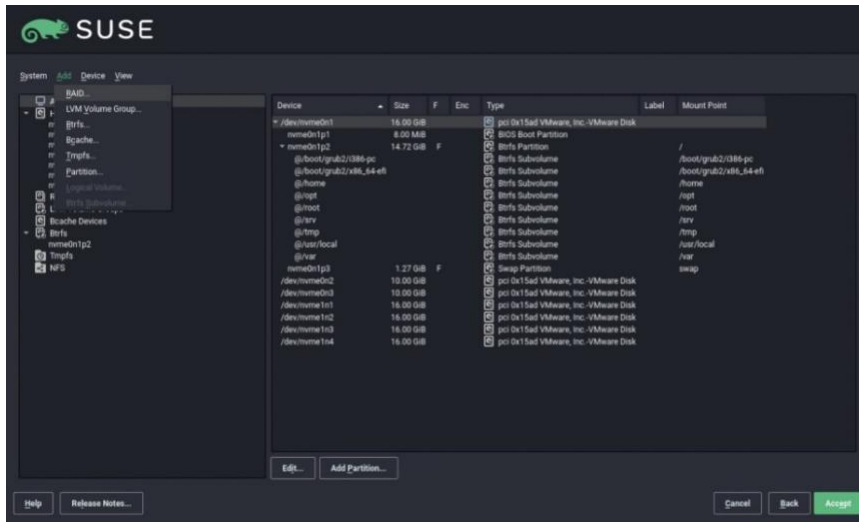 SUSE
System Add Device View
RAID...
LVM Volume Group...
Btrfs...
Bcache...
Tmpfs...
Partition...
Logical Volume...
Btrfs Subvolume...
Bcache Devices
Btrfs
nvme0n1p2
Tmpfs
NFS
Device Size F Enc Type Label Mount Point
/dev/nvme0n1 16.00 GiB pci 0x15ad VMware, Inc.-VMware Disk
nvme0n1p1 8.00 MiB BIOS Boot Partition
nvme0n1p2 14.72 GiB F Btrfs Partition /
@/boot/grub2/i386-pc Btrfs Subvolume /boot/grub2/i386-pc
@/boot/grub2/x86_64-efi Btrfs Subvolume /boot/grub2/x86_64-efi
@/home Btrfs Subvolume /home
@/opt Btrfs Subvolume /opt
@/root Btrfs Subvolume /root
@/srv Btrfs Subvolume /srv
@/tmp Btrfs Subvolume /tmp
@/usr/local Btrfs Subvolume /usr/local
@/var Btrfs Subvolume /var
nvme0n1p3 1.27 GiB F Swap Partition swap
/dev/nvme0n2 10.00 GiB pci 0x15ad VMware, Inc.-VMware Disk
/dev/nvme0n3 10.00 GiB pci 0x15ad VMware, Inc.-VMware Disk
/dev/nvme1n1 16.00 GiB pci 0x15ad VMware, Inc.-VMware Disk
/dev/nvme1n2 16.00 GiB pci 0x15ad VMware, Inc.-VMware Disk
/dev/nvme1n3 16.00 GiB pci 0x15ad VMware, Inc.-VMware Disk
/dev/nvme1n4 16.00 GiB pci 0x15ad VMware, Inc.-VMware Disk
Edit... Add Partition...
Help Release Notes... Cancel Back Accept